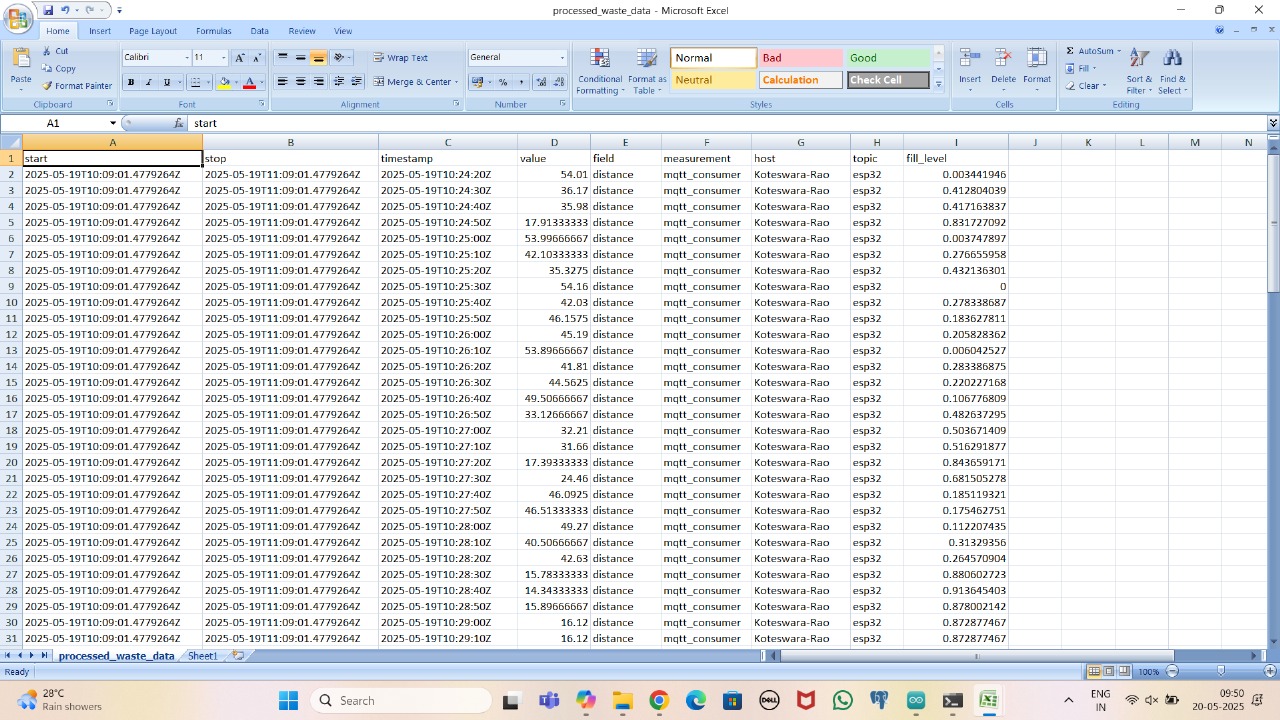 processed_waste_data - Microsoft Excel
Home Insert Page Layout Formulas Data Review View
Paste
Cut
Copy
Format Painter
Clipboard
Calibri 11
B I U
Font
Wrap Text
Merge & Center
Alignment
General
Number
Conditional Formatting
Format as Table
Normal Bad Good
Neutral Calculation Check Cell
Styles
Insert Delete Format
Cells
AutoSum
Fill
Clear
Sort & Filter
Find & Select
Editing
A1 fx start
A B C D E F G H I J K L M N
1 start stop timestamp value field measurement host topic fill_level
2 2025-05-19T10:09:01.4779264Z 2025-05-19T11:09:01.4779264Z 2025-05-19T10:24:20Z 54.01 distance mqtt_consumer Koteswara-Rao esp32 0.003441946
3 2025-05-19T10:09:01.4779264Z 2025-05-19T11:09:01.4779264Z 2025-05-19T10:24:30Z 36.17 distance mqtt_consumer Koteswara-Rao esp32 0.412804039
4 2025-05-19T10:09:01.4779264Z 2025-05-19T11:09:01.4779264Z 2025-05-19T10:24:40Z 35.98 distance mqtt_consumer Koteswara-Rao esp32 0.417163837
5 2025-05-19T10:09:01.4779264Z 2025-05-19T11:09:01.4779264Z 2025-05-19T10:24:50Z 17.91333333 distance mqtt_consumer Koteswara-Rao esp32 0.831727092
6 2025-05-19T10:09:01.4779264Z 2025-05-19T11:09:01.4779264Z 2025-05-19T10:25:00Z 53.99666667 distance mqtt_consumer Koteswara-Rao esp32 0.003747897
7 2025-05-19T10:09:01.4779264Z 2025-05-19T11:09:01.4779264Z 2025-05-19T10:25:10Z 42.10333333 distance mqtt_consumer Koteswara-Rao esp32 0.276655958
8 2025-05-19T10:09:01.4779264Z 2025-05-19T11:09:01.4779264Z 2025-05-19T10:25:20Z 35.3275 distance mqtt_consumer Koteswara-Rao esp32 0.432136301
9 2025-05-19T10:09:01.4779264Z 2025-05-19T11:09:01.4779264Z 2025-05-19T10:25:30Z 54.16 distance mqtt_consumer Koteswara-Rao esp32 0
10 2025-05-19T10:09:01.4779264Z 2025-05-19T11:09:01.4779264Z 2025-05-19T10:25:40Z 42.03 distance mqtt_consumer Koteswara-Rao esp32 0.278338687
11 2025-05-19T10:09:01.4779264Z 2025-05-19T11:09:01.4779264Z 2025-05-19T10:25:50Z 46.1575 distance mqtt_consumer Koteswara-Rao esp32 0.183627811
12 2025-05-19T10:09:01.4779264Z 2025-05-19T11:09:01.4779264Z 2025-05-19T10:26:00Z 45.19 distance mqtt_consumer Koteswara-Rao esp32 0.205828362
13 2025-05-19T10:09:01.4779264Z 2025-05-19T11:09:01.4779264Z 2025-05-19T10:26:10Z 53.89666667 distance mqtt_consumer Koteswara-Rao esp32 0.006042527
14 2025-05-19T10:09:01.4779264Z 2025-05-19T11:09:01.4779264Z 2025-05-19T10:26:20Z 41.81 distance mqtt_consumer Koteswara-Rao esp32 0.283386875
15 2025-05-19T10:09:01.4779264Z 2025-05-19T11:09:01.4779264Z 2025-05-19T10:26:30Z 44.5625 distance mqtt_consumer Koteswara-Rao esp32 0.220227168
16 2025-05-19T10:09:01.4779264Z 2025-05-19T11:09:01.4779264Z 2025-05-19T10:26:40Z 49.50666667 distance mqtt_consumer Koteswara-Rao esp32 0.106776809
17 2025-05-19T10:09:01.4779264Z 2025-05-19T11:09:01.4779264Z 2025-05-19T10:26:50Z 33.12666667 distance mqtt_consumer Koteswara-Rao esp32 0.482637295
18 2025-05-19T10:09:01.4779264Z 2025-05-19T11:09:01.4779264Z 2025-05-19T10:27:00Z 32.21 distance mqtt_consumer Koteswara-Rao esp32 0.503671409
19 2025-05-19T10:09:01.4779264Z 2025-05-19T11:09:01.4779264Z 2025-05-19T10:27:10Z 31.66 distance mqtt_consumer Koteswara-Rao esp32 0.516291877
20 2025-05-19T10:09:01.4779264Z 2025-05-19T11:09:01.4779264Z 2025-05-19T10:27:20Z 17.39333333 distance mqtt_consumer Koteswara-Rao esp32 0.843659171
21 2025-05-19T10:09:01.4779264Z 2025-05-19T11:09:01.4779264Z 2025-05-19T10:27:30Z 24.46 distance mqtt_consumer Koteswara-Rao esp32 0.681505278
22 2025-05-19T10:09:01.4779264Z 2025-05-19T11:09:01.4779264Z 2025-05-19T10:27:40Z 46.0925 distance mqtt_consumer Koteswara-Rao esp32 0.185119321
23 2025-05-19T10:09:01.4779264Z 2025-05-19T11:09:01.4779264Z 2025-05-19T10:27:50Z 46.51333333 distance mqtt_consumer Koteswara-Rao esp32 0.175462751
24 2025-05-19T10:09:01.4779264Z 2025-05-19T11:09:01.4779264Z 2025-05-19T10:28:00Z 49.27 distance mqtt_consumer Koteswara-Rao esp32 0.112207435
25 2025-05-19T10:09:01.4779264Z 2025-05-19T11:09:01.4779264Z 2025-05-19T10:28:10Z 40.50666667 distance mqtt_consumer Koteswara-Rao esp32 0.31329356
26 2025-05-19T10:09:01.4779264Z 2025-05-19T11:09:01.4779264Z 2025-05-19T10:28:20Z 42.63 distance mqtt_consumer Koteswara-Rao esp32 0.264570904
27 2025-05-19T10:09:01.4779264Z 2025-05-19T11:09:01.4779264Z 2025-05-19T10:28:30Z 15.78333333 distance mqtt_consumer Koteswara-Rao esp32 0.880602723
28 2025-05-19T10:09:01.4779264Z 2025-05-19T11:09:01.4779264Z 2025-05-19T10:28:40Z 14.34333333 distance mqtt_consumer Koteswara-Rao esp32 0.913645403
29 2025-05-19T10:09:01.4779264Z 2025-05-19T11:09:01.4779264Z 2025-05-19T10:28:50Z 15.89666667 distance mqtt_consumer Koteswara-Rao esp32 0.878002142
30 2025-05-19T10:09:01.4779264Z 2025-05-19T11:09:01.4779264Z 2025-05-19T10:29:00Z 16.12 distance mqtt_consumer Koteswara-Rao esp32 0.872877467
31 2025-05-19T10:09:01.4779264Z 2025-05-19T11:09:01.4779264Z 2025-05-19T10:29:10Z 16.12 distance mqtt_consumer Koteswara-Rao esp32 0.872877467
processed_waste_data Sheet1
Ready 100%
28°C
Rain showers
Search
DELL
ENG
IN
09:50
20-05-2025